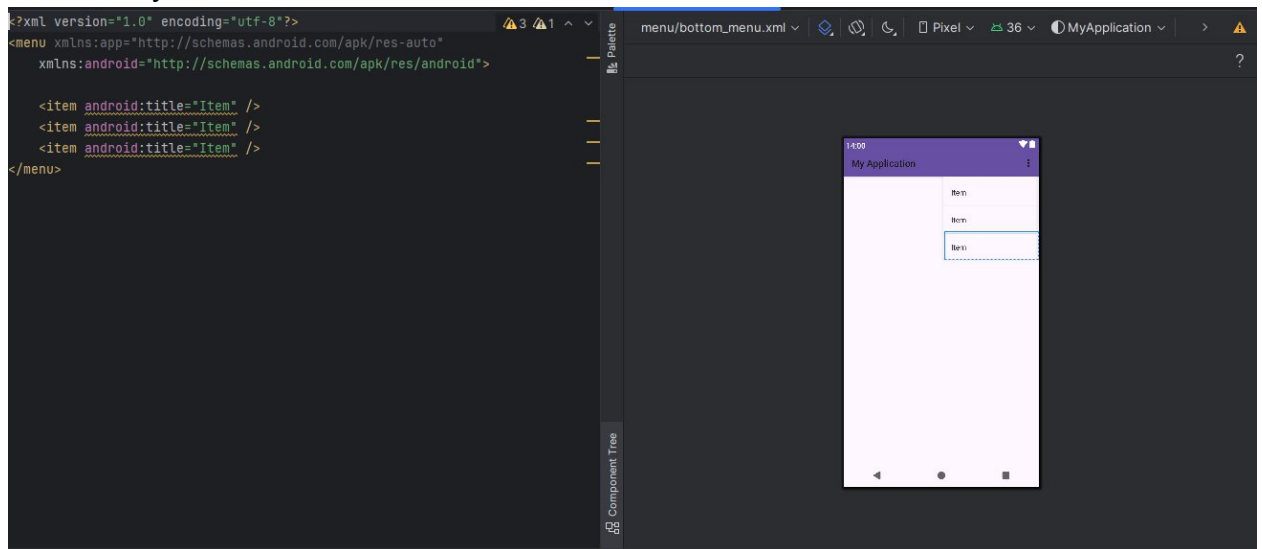 <?xml version="1.0" encoding="utf-8"?>
<menu xmlns:app="http://schemas.android.com/apk/res-auto"
    xmlns:android="http://schemas.android.com/apk/res/android">

    <item android:title="Item" />
    <item android:title="Item" />
    <item android:title="Item" />
</menu>
3 1
Palette
Component Tree
menu/bottom_menu.xml
Pixel
36
MyApplication
?
14:00
My Application
Item
Item
Item